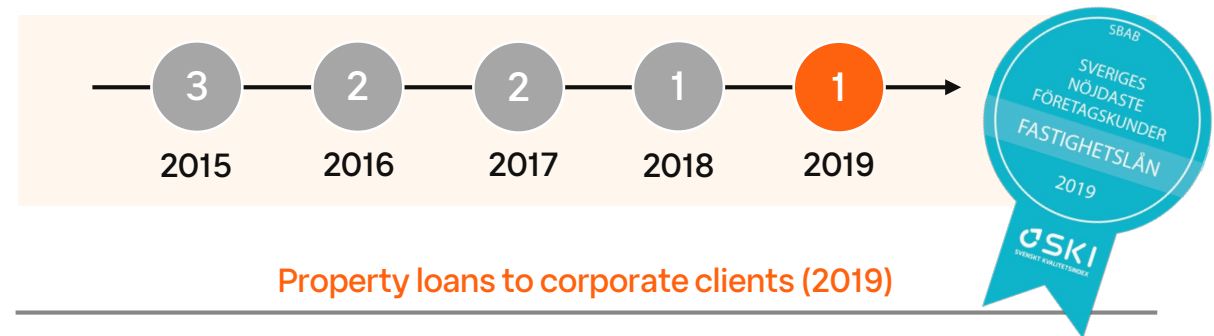 3 2 2 1 1
2015 2016 2017 2018 2019
SBAB
SVERIGES
NÖJDASTE
FÖRETAGSKUNDER
FASTIGHETSLÅN
2019
SKI
SVENSKT KVALITETSINDEX
Property loans to corporate clients (2019)